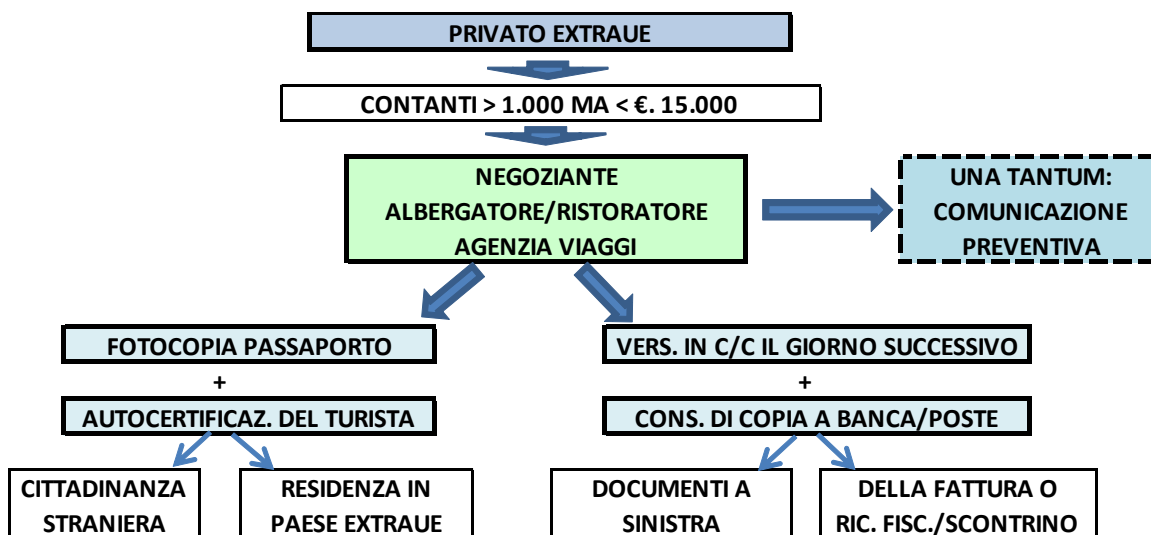 PRIVATO EXTRAUE
CONTANTI > 1.000 MA < €. 15.000
NEGOZIANTE
ALBERGATORE/RISTORATORE
AGENZIA VIAGGI
UNA TANTUM:
COMUNICAZIONE
PREVENTIVA
FOTOCOPIA PASSAPORTO
+
AUTOCERTIFICAZ. DEL TURISTA
VERS. IN C/C IL GIORNO SUCCESSIVO
+
CONS. DI COPIA A BANCA/POSTE
CITTADINANZA
STRANIERA
RESIDENZA IN
PAESE EXTRAUE
DOCUMENTI A
SINISTRA
DELLA FATTURA O
RIC. FISC./SCONTRINO